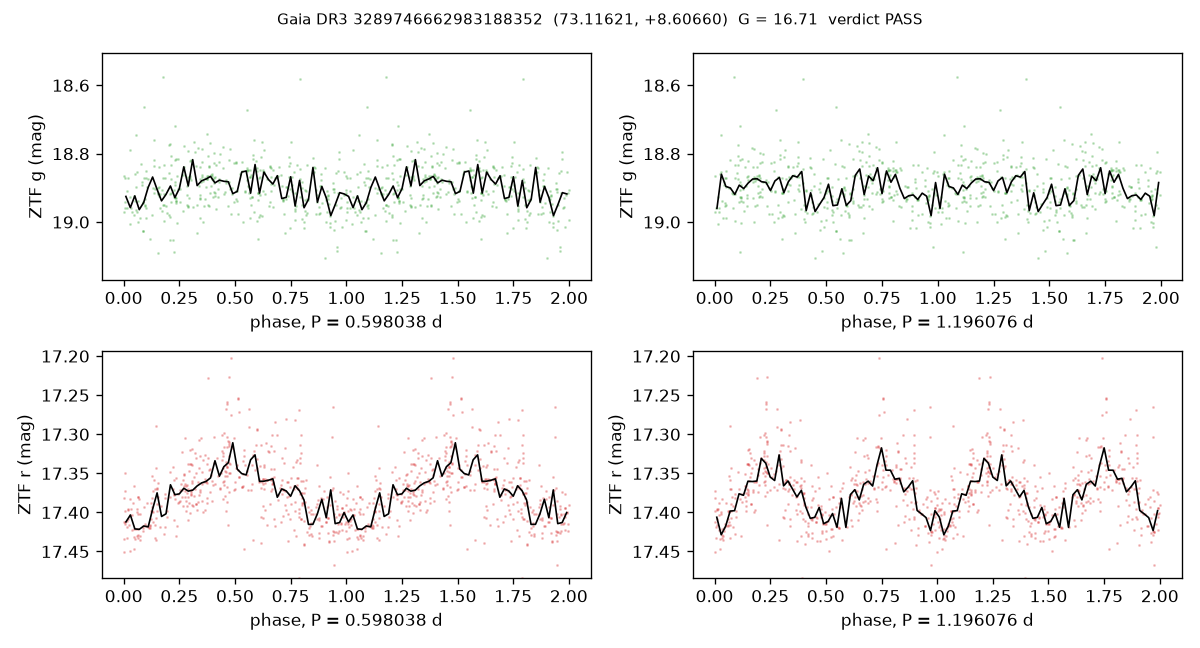 Gaia DR3 3289746662983188352 (73.11621, +8.60660) G = 16.71 verdict PASS
ZTF g (mag)
18.6
18.8
19.0
0.00 0.25 0.50 0.75 1.00 1.25 1.50 1.75 2.00
phase, P = 0.598038 d
ZTF g (mag)
18.6
18.8
19.0
0.00 0.25 0.50 0.75 1.00 1.25 1.50 1.75 2.00
phase, P = 1.196076 d
ZTF r (mag)
17.20
17.25
17.30
17.35
17.40
17.45
0.00 0.25 0.50 0.75 1.00 1.25 1.50 1.75 2.00
phase, P = 0.598038 d
ZTF r (mag)
17.20
17.25
17.30
17.35
17.40
17.45
0.00 0.25 0.50 0.75 1.00 1.25 1.50 1.75 2.00
phase, P = 1.196076 d